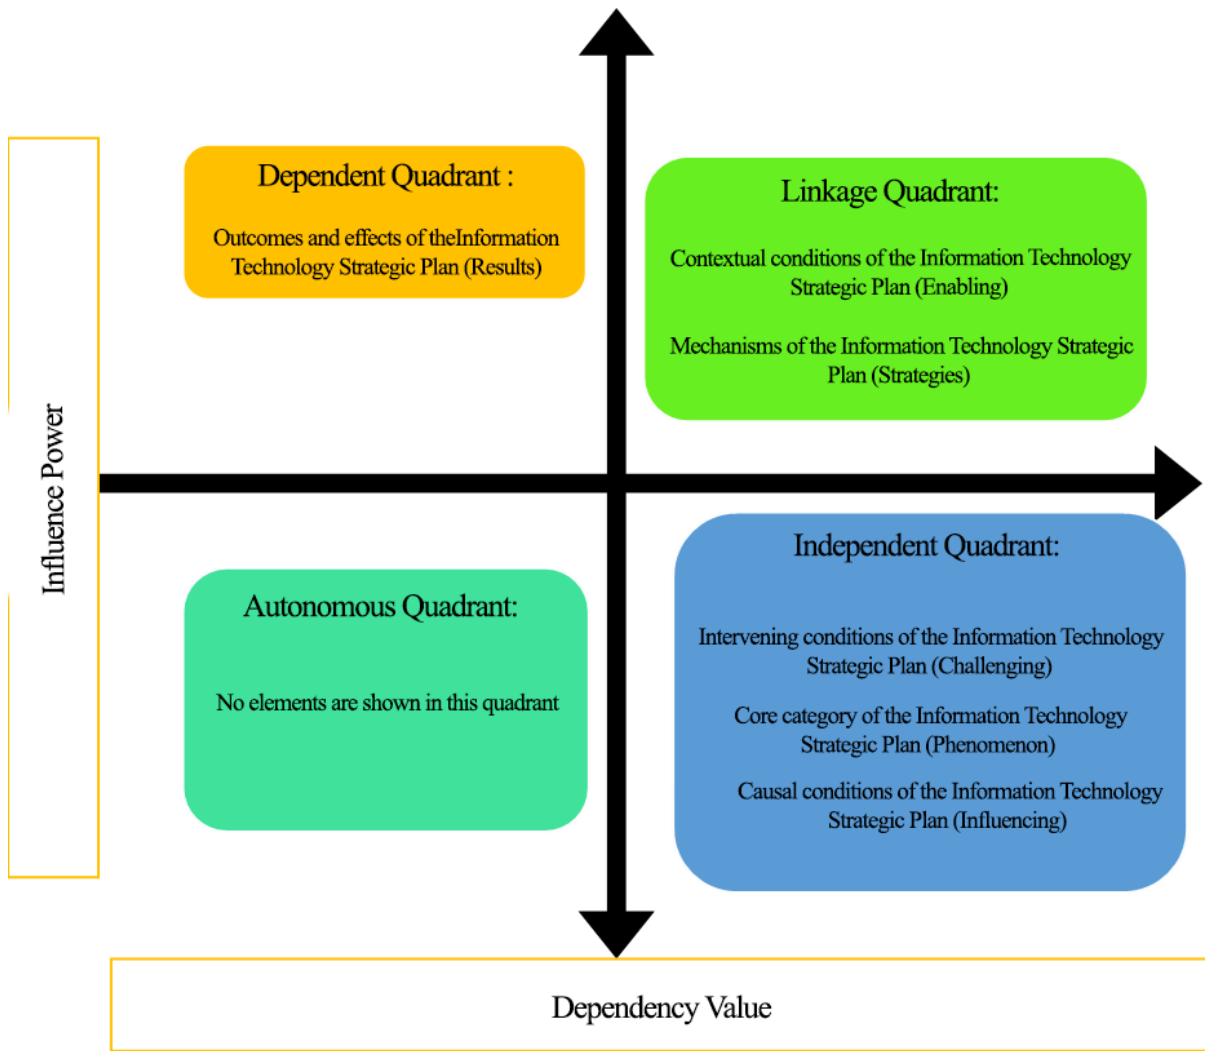 Influence Power
Dependent Quadrant :
Outcomes and effects of theInformation
Technology Strategic Plan (Results)
Linkage Quadrant:
Contextual conditions of the Information Technology
Strategic Plan (Enabling)
Mechanisms of the Information Technology Strategic
Plan (Strategies)
Autonomous Quadrant:
No elements are shown in this quadrant
Independent Quadrant:
Intervening conditions of the Information Technology
Strategic Plan (Challenging)
Core category of the Information Technology
Strategic Plan (Phenomenon)
Causal conditions of the Information Technology
Strategic Plan (Influencing)
Dependency Value